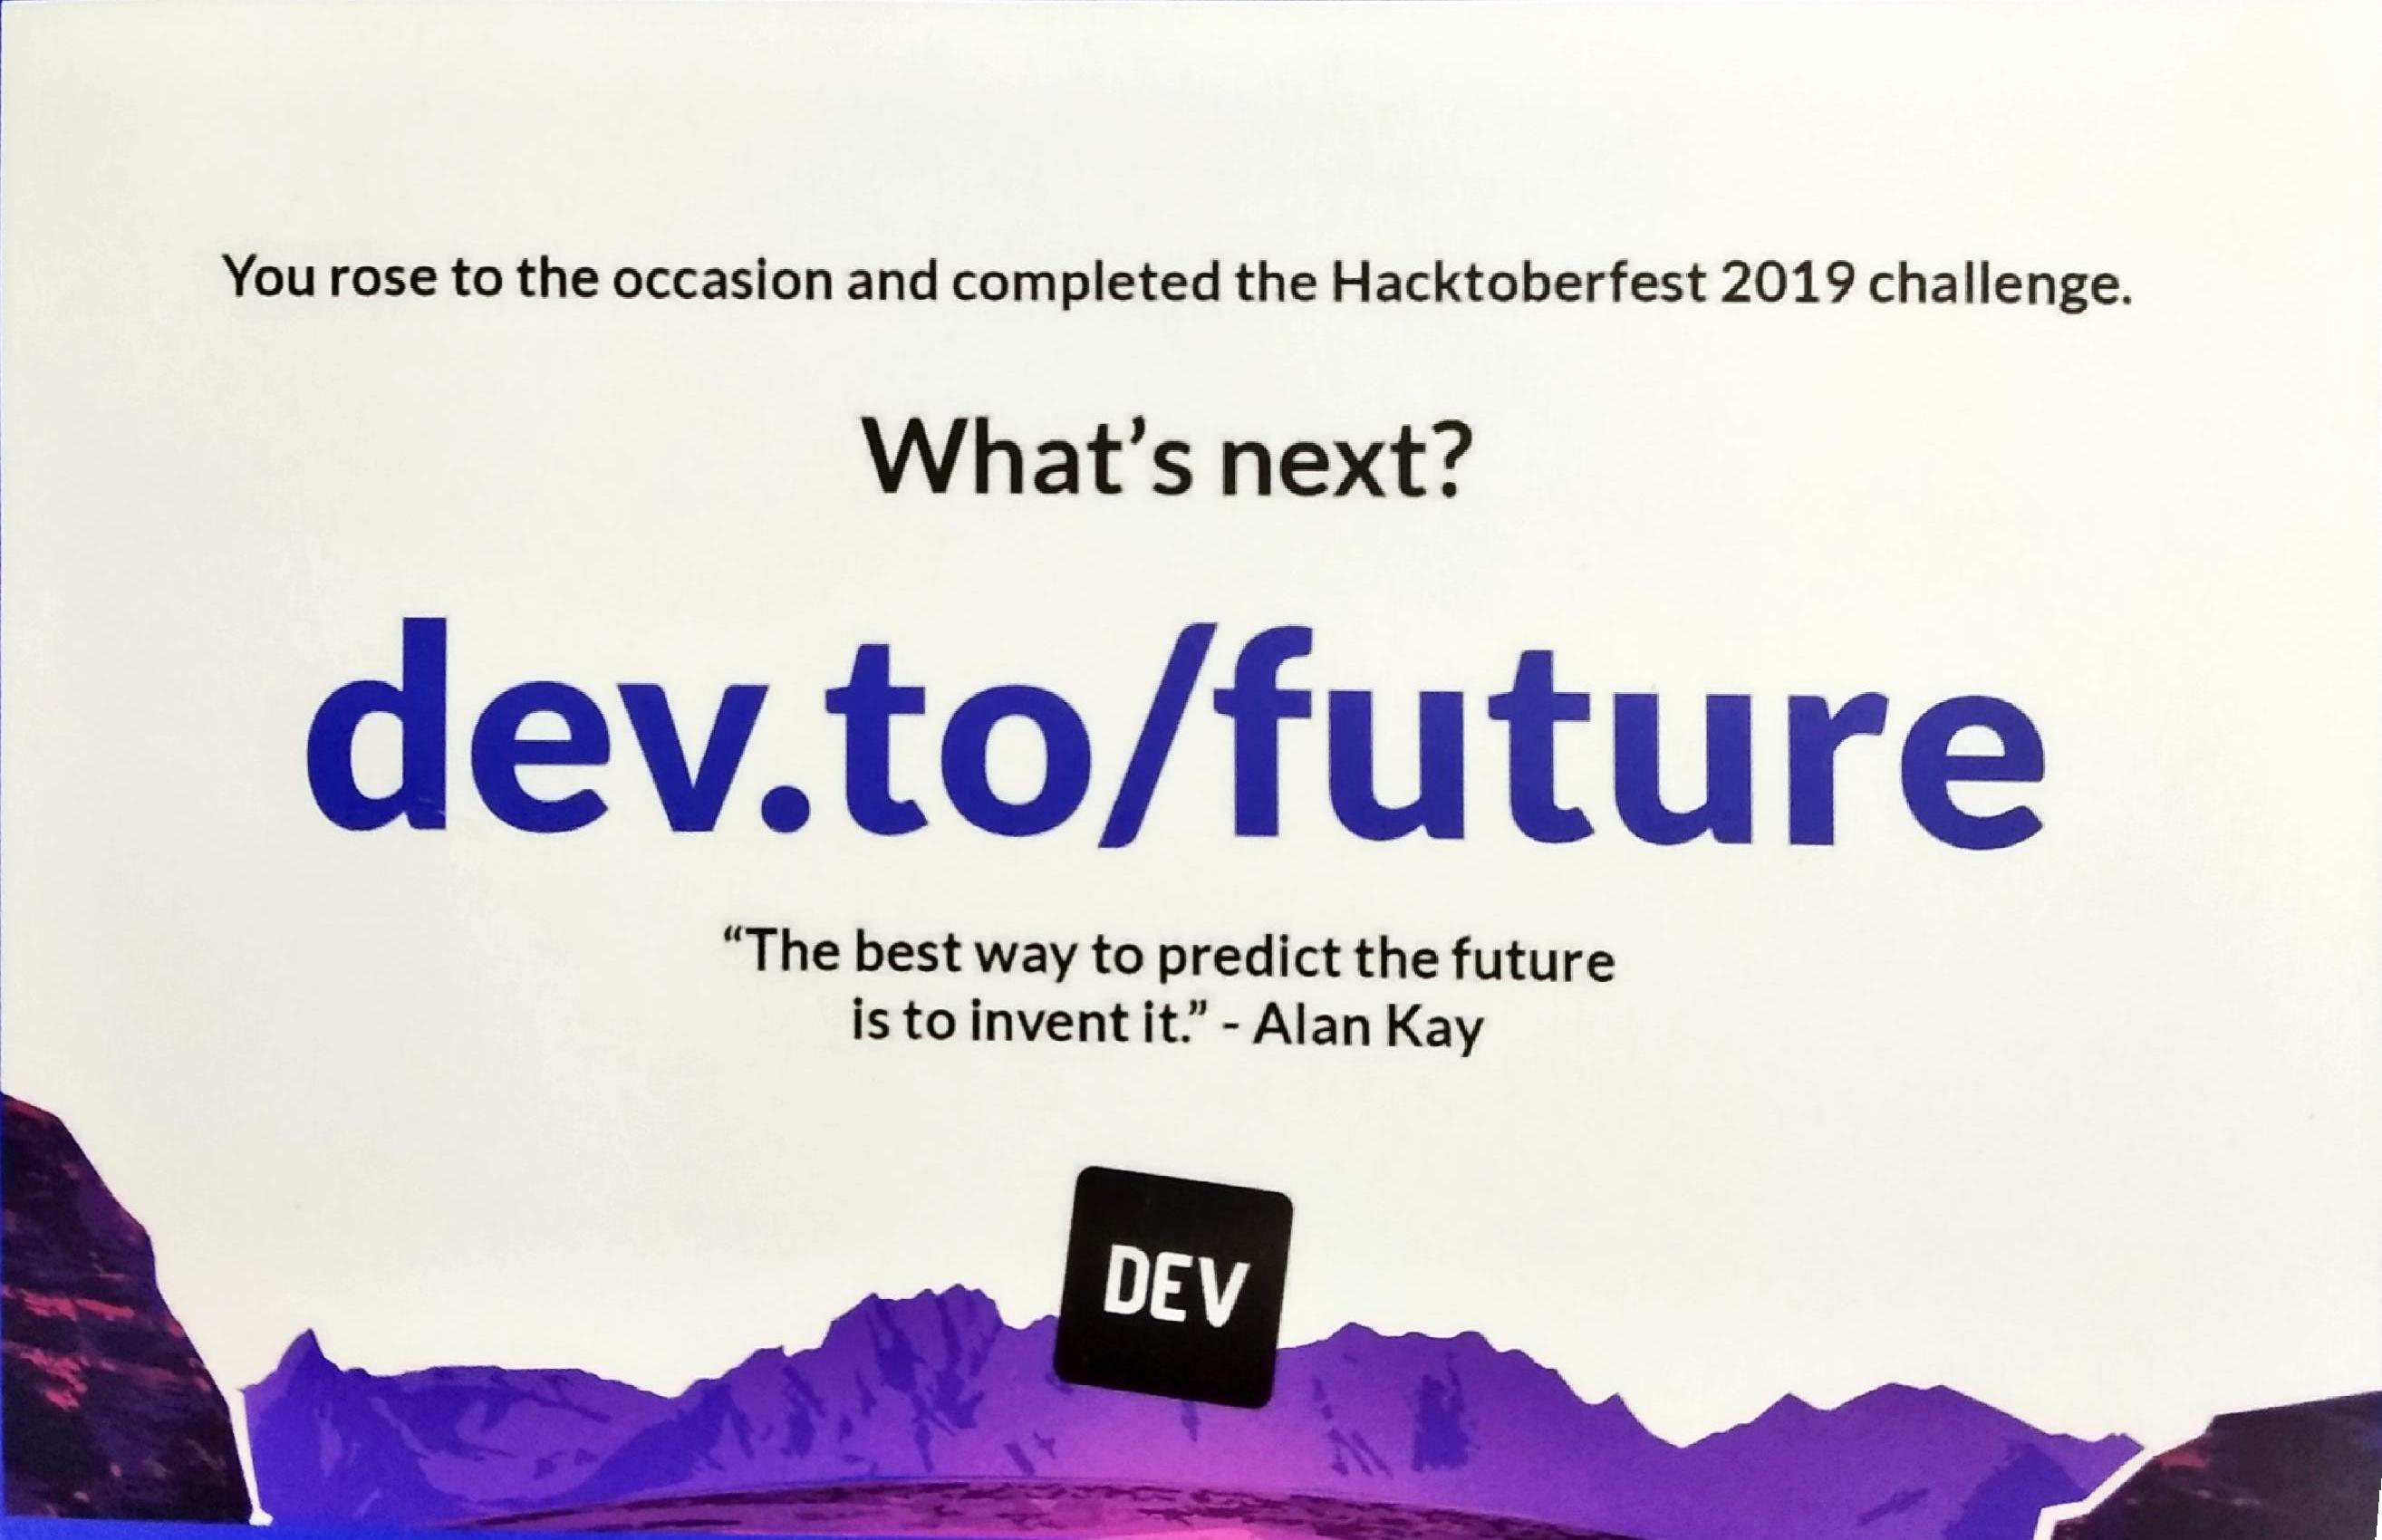 You rose to the occasion and completed the Hacktoberfest 2019 challenge.
What’s next?
dev.to/future
“The best way to predict the future
is to invent it.” - Alan Kay
DEV